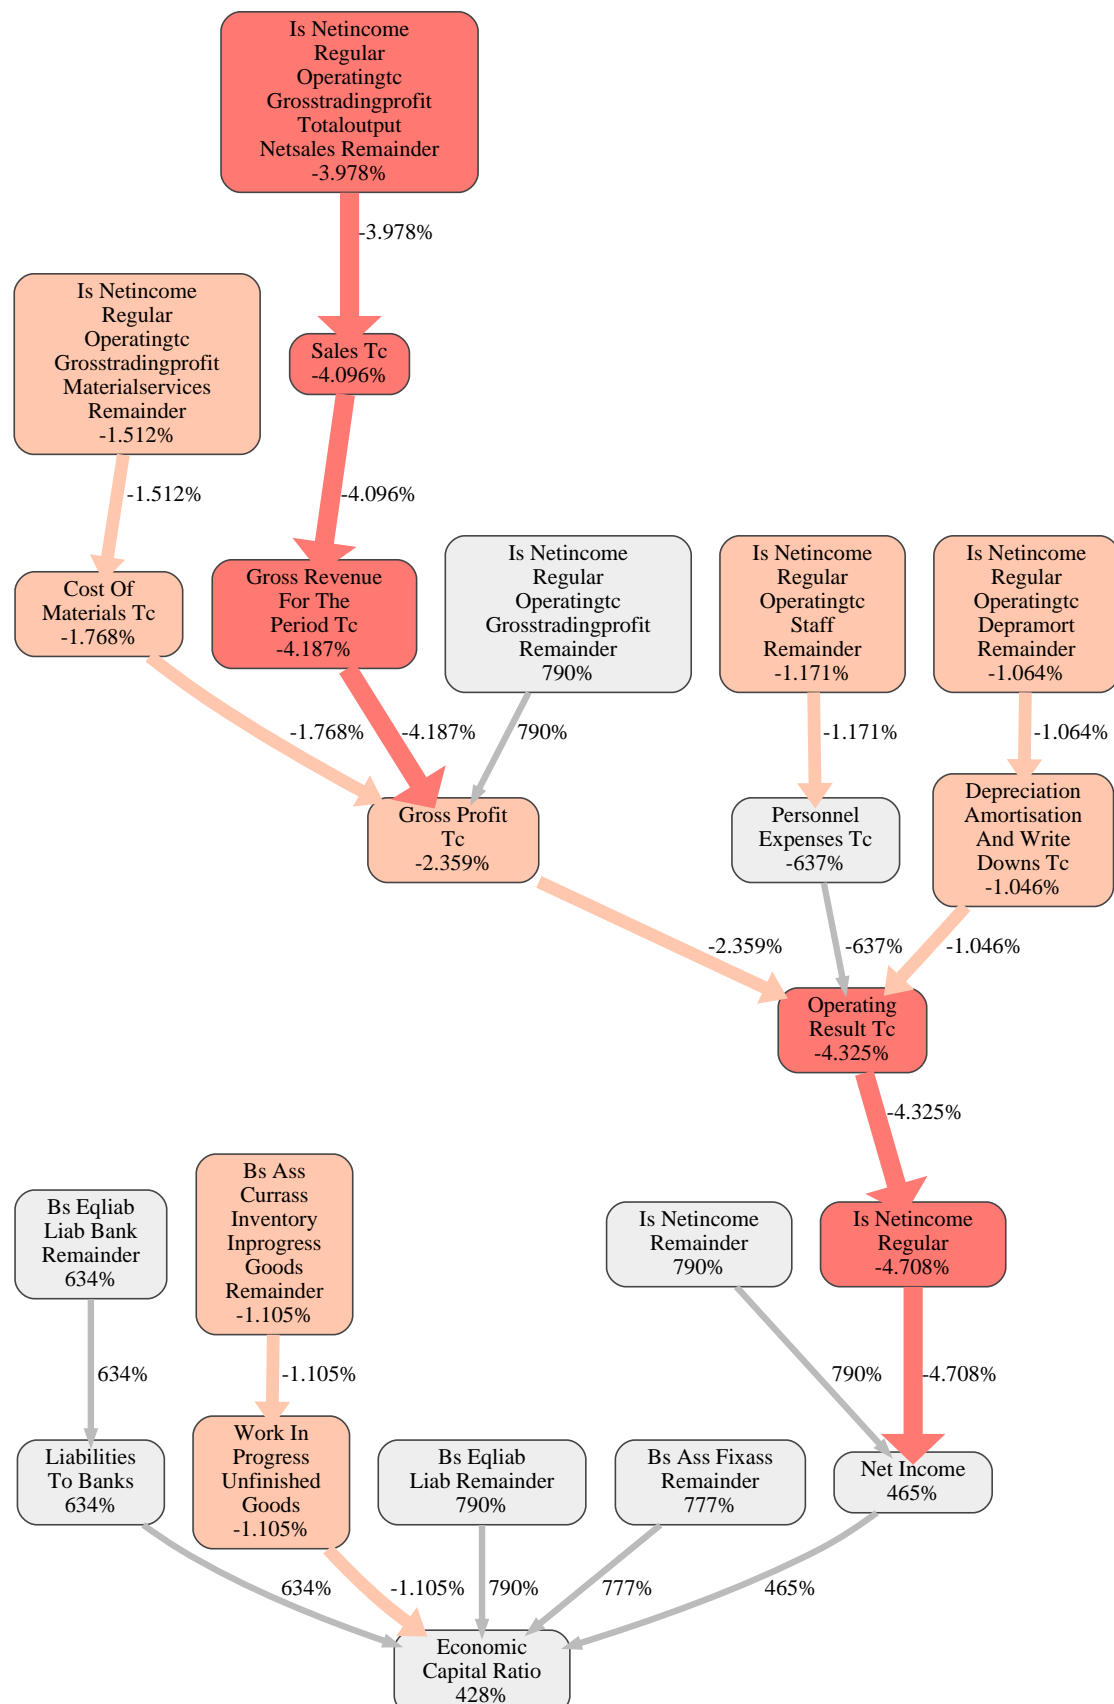 Is Netincome
Regular
Operatingtc
Grosstradingprofit
Totaloutput
Netsales Remainder
-3.978%
-3.978%
Is Netincome
Regular
Operatingtc
Grosstradingprofit
Materialservices
Remainder
-1.512%
Sales Tc
-4.096%
-1.512%
-4.096%
Cost Of
Materials Tc
-1.768%
Gross Revenue
For The
Period Tc
-4.187%
Is Netincome
Regular
Operatingtc
Grosstradingprofit
Remainder
790%
Is Netincome
Regular
Operatingtc
Staff
Remainder
-1.171%
Is Netincome
Regular
Operatingtc
Depramort
Remainder
-1.064%
-1.768%
-4.187%
790%
-1.171%
-1.064%
Gross Profit
Tc
-2.359%
Personnel
Expenses Tc
-637%
Depreciation
Amortisation
And Write
Downs Tc
-1.046%
-2.359%
-637%
-1.046%
Operating
Result Tc
-4.325%
-4.325%
Bs Eqliab
Liab Bank
Remainder
634%
Bs Ass
Currass
Inventory
Inprogress
Goods
Remainder
-1.105%
Is Netincome
Remainder
790%
Is Netincome
Regular
-4.708%
634%
-1.105%
790%
-4.708%
Liabilities
To Banks
634%
Work In
Progress
Unfinished
Goods
-1.105%
Bs Eqliab
Liab Remainder
790%
Bs Ass Fixass
Remainder
777%
Net Income
465%
634%
-1.105%
790%
777%
465%
Economic
Capital Ratio
428%